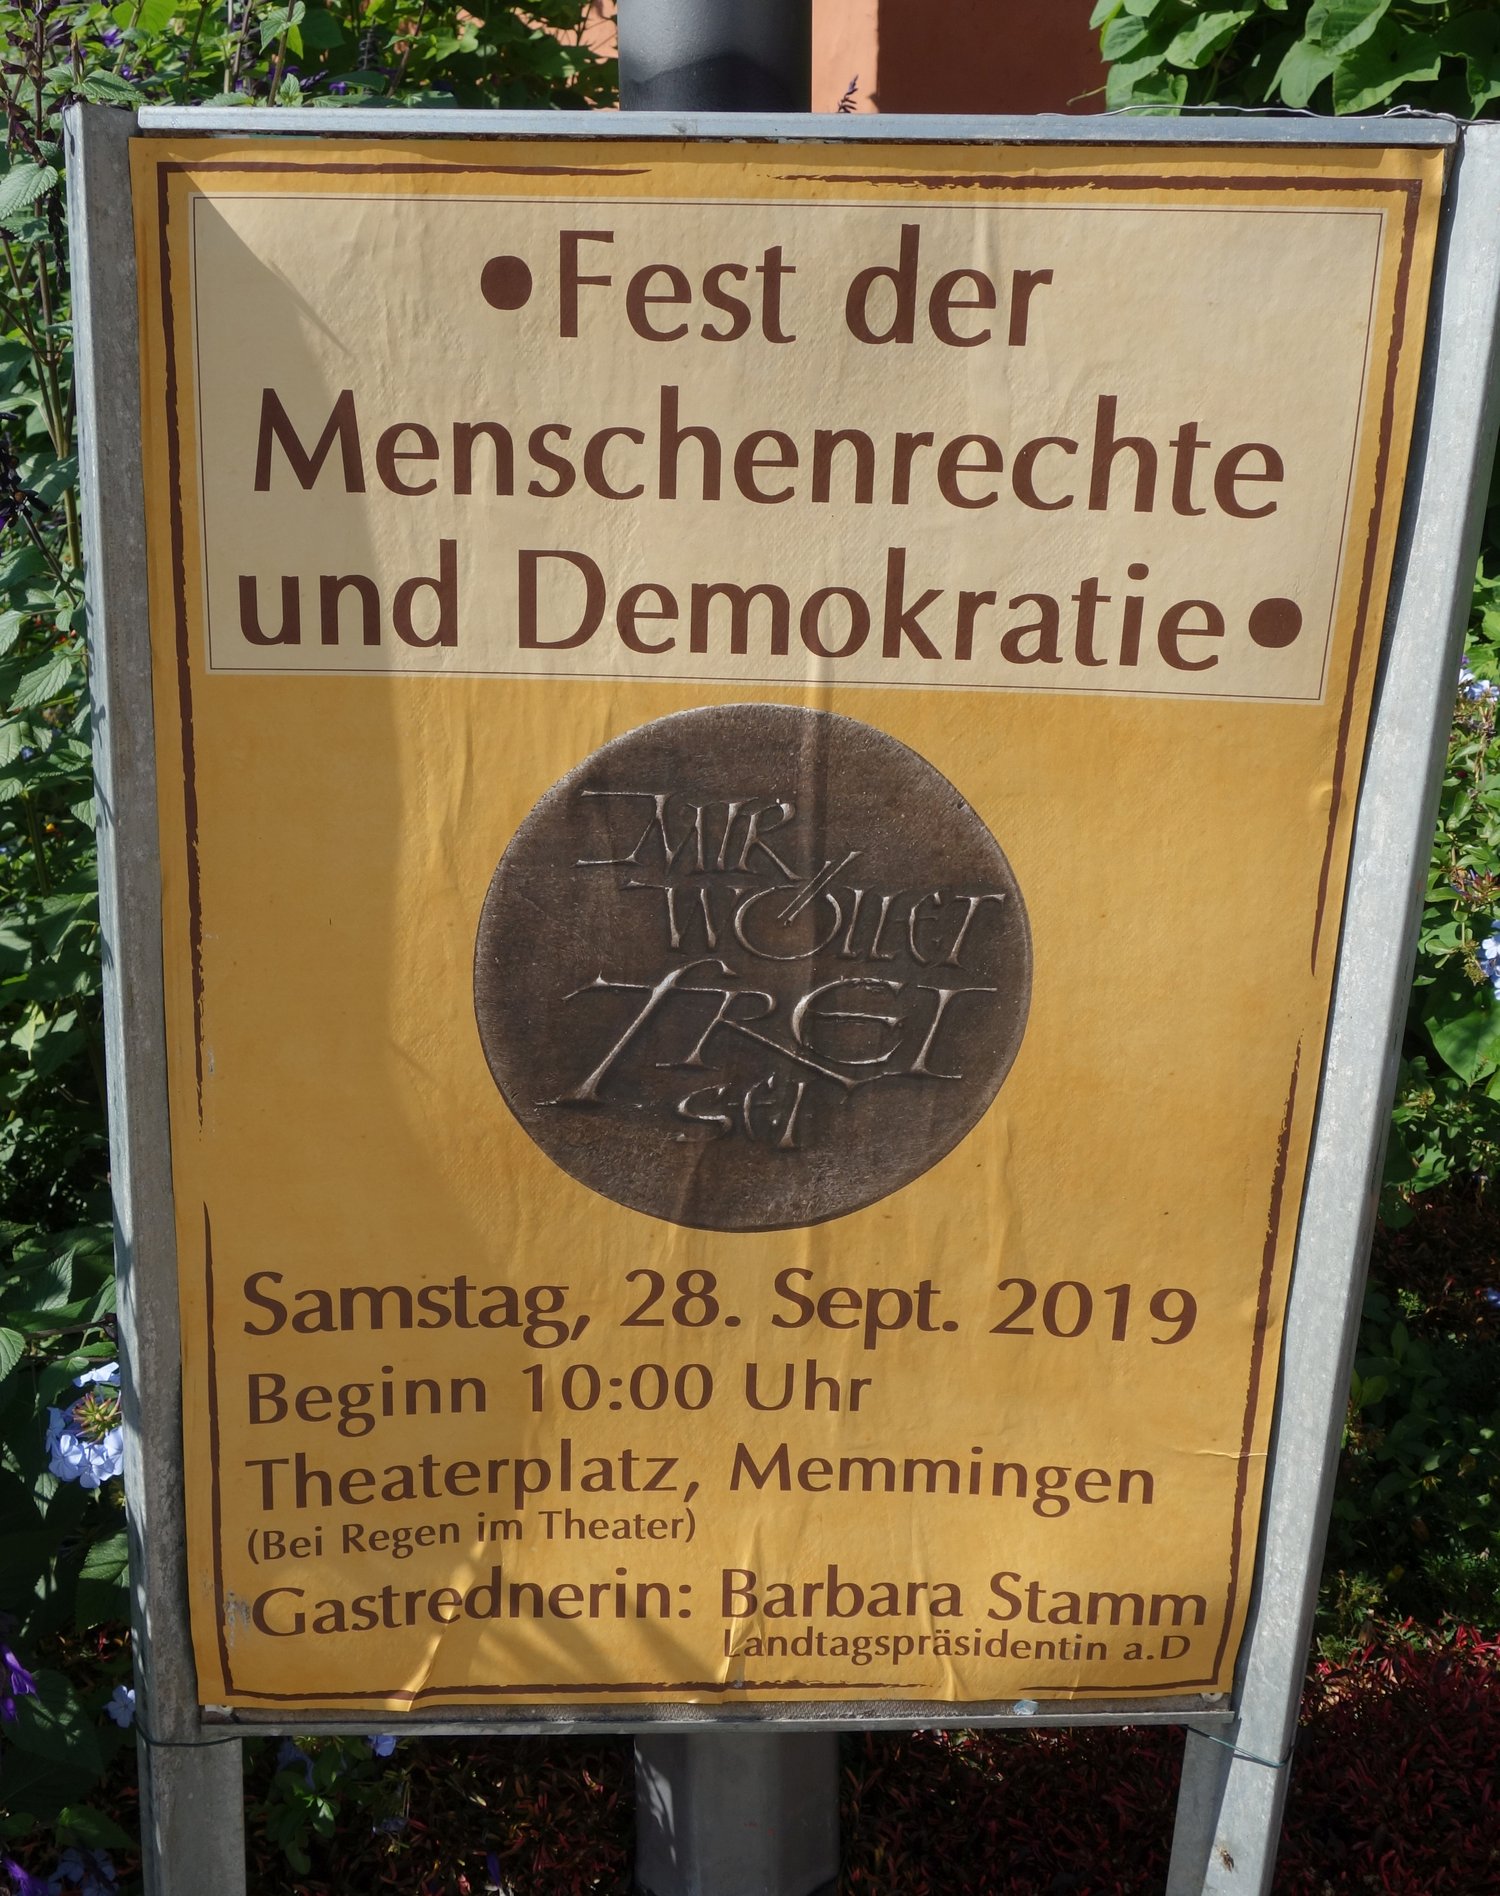 •Fest der
Menschenrechte
und Demokratie•
MIR
WÖLLET
FREI
SEI
Samstag, 28. Sept. 2019
Beginn 10:00 Uhr
Theaterplatz, Memmingen
(Bei Regen im Theater)
Gastrednerin: Barbara Stamm
Landtagspräsidentin a.D